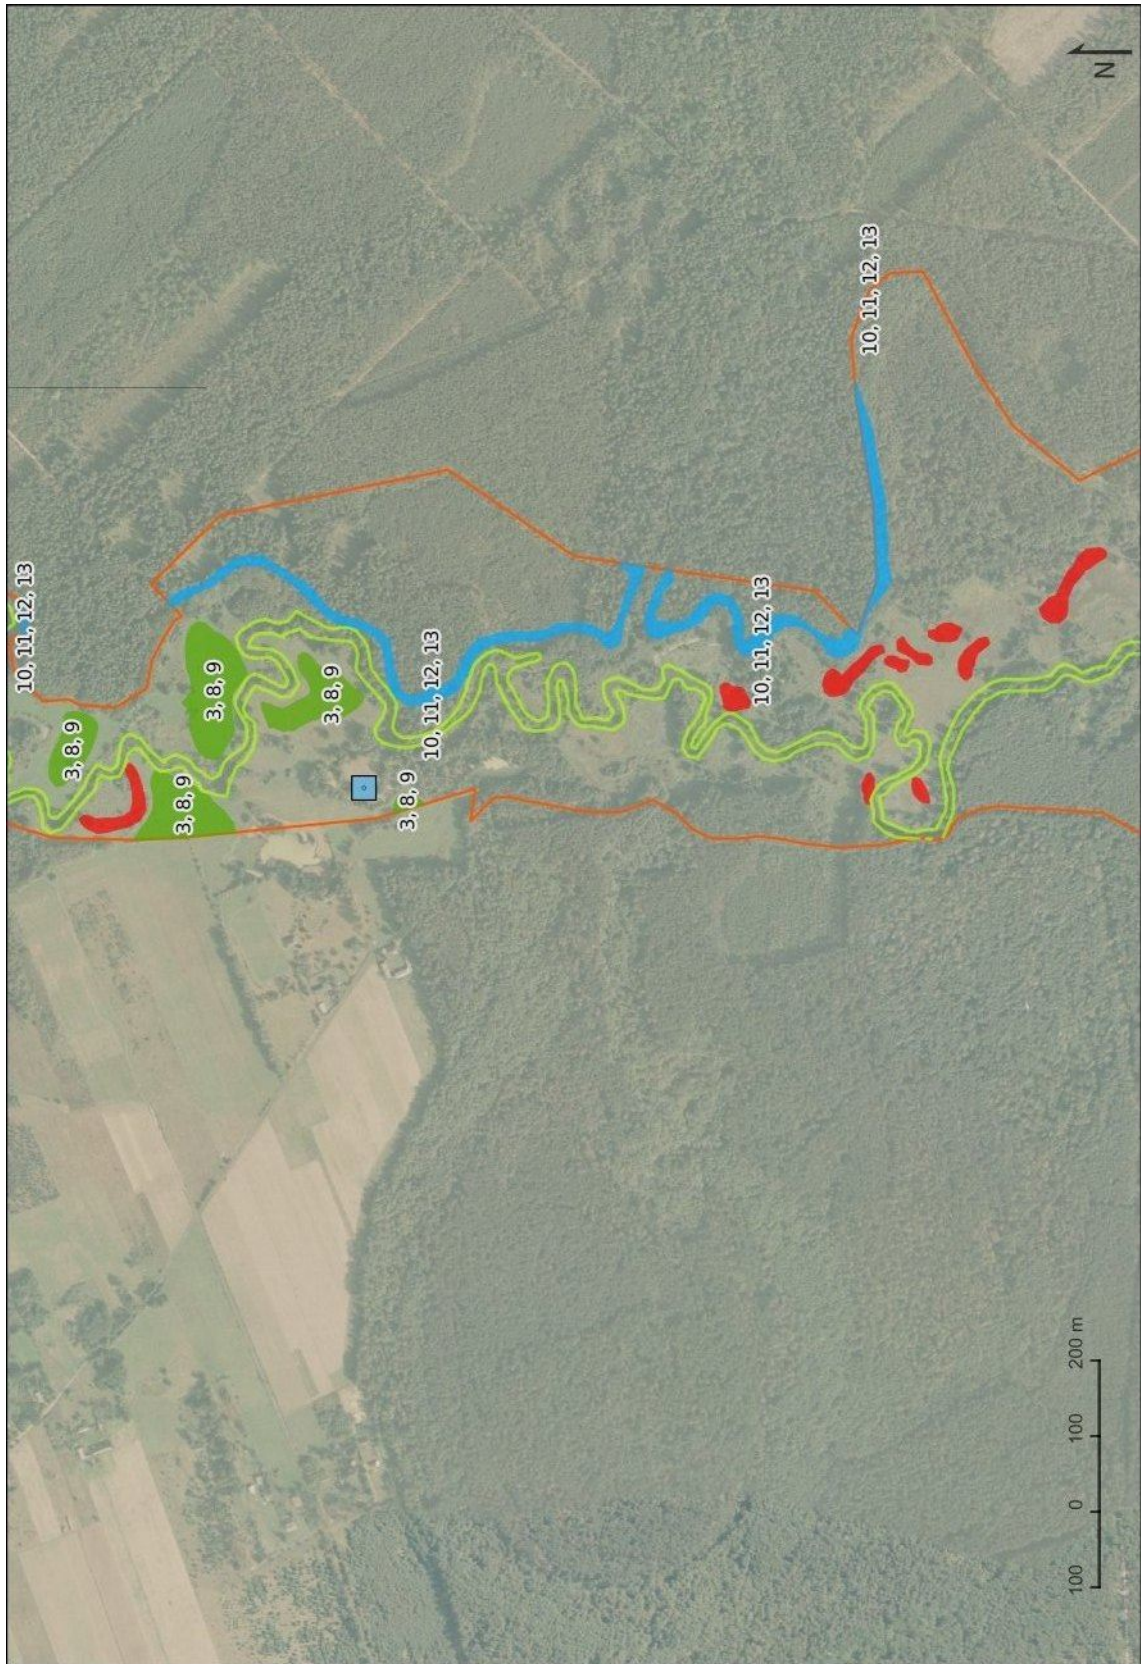 N
10, 11, 12, 13
3, 8, 9
3, 8, 9
3, 8, 9
3, 8, 9
3, 8, 9
10, 11, 12, 13
10, 11, 12, 13
10, 11, 12, 13
100 0 100 200 m